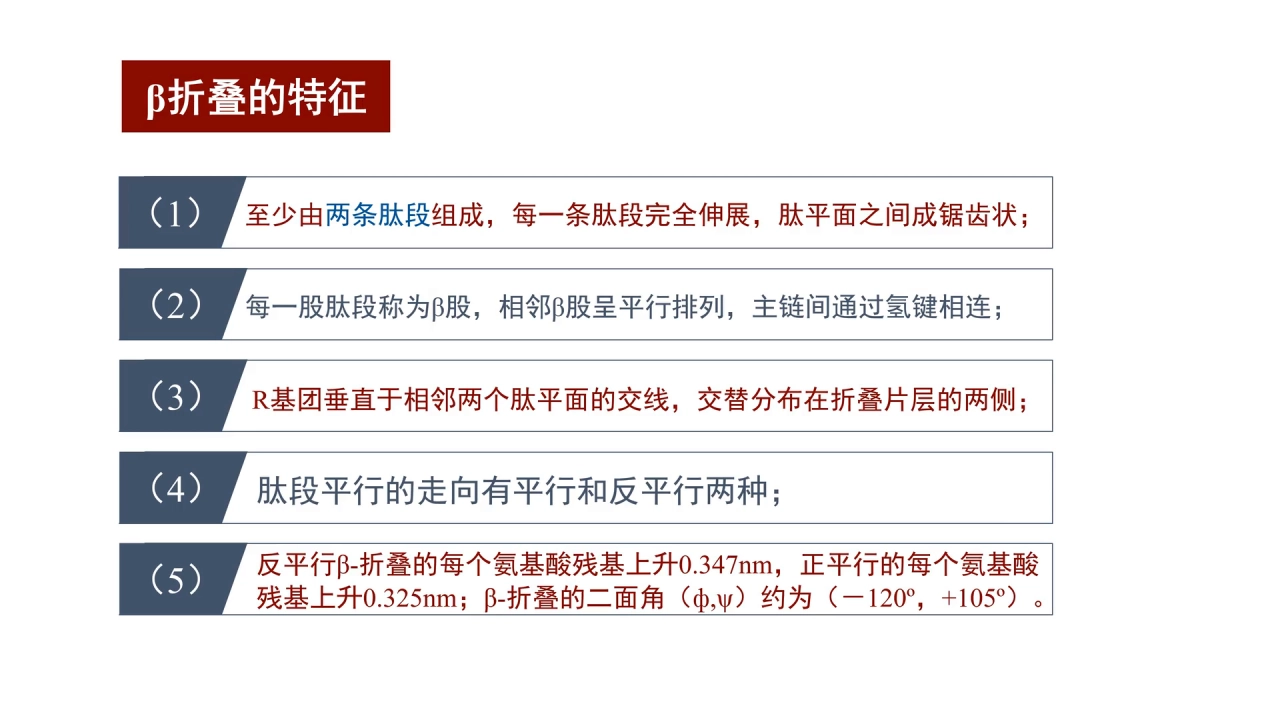 β折叠的特征
（1）
至少由两条肽段组成，每一条肽段完全伸展，肽平面之间成锯齿状；
（2）
每一股肽段称为β股，相邻β股呈平行排列，主链间通过氢键相连；
（3）
R基团垂直于相邻两个肽平面的交线，交替分布在折叠片层的两侧；
（4）
肽段平行的走向有平行和反平行两种；
（5）
反平行β-折叠的每个氨基酸残基上升0.347nm，正平行的每个氨基酸
残基上升0.325nm；β-折叠的二面角（ф,ψ）约为（－120º，+105º）。